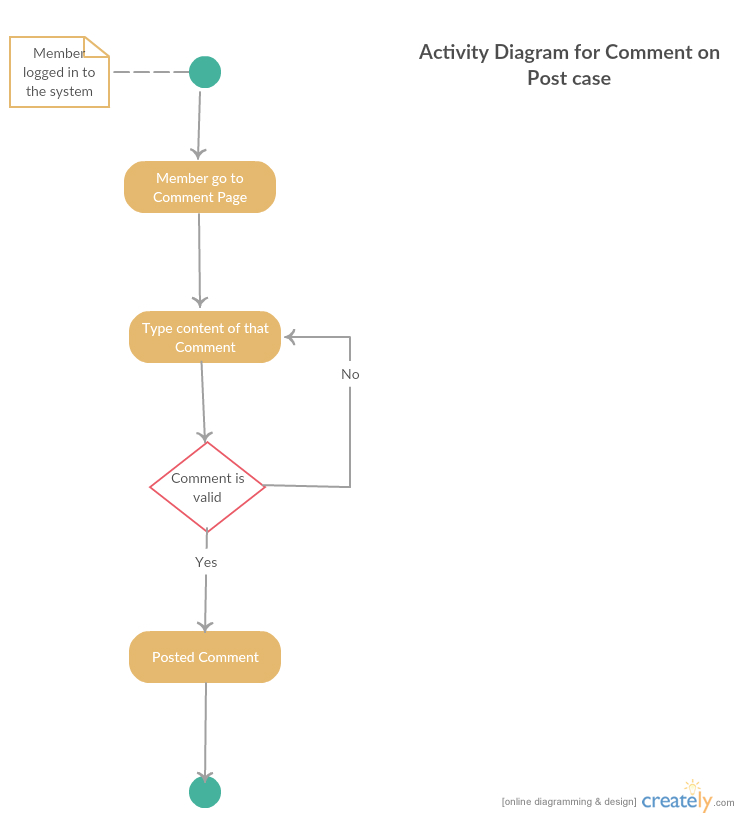 Activity Diagram for Comment on
Post case
Member
logged in to
the system
Member go to
Comment Page
Type content of that
Comment
No
Comment is
valid
Yes
Posted Comment
[online diagramming & design] creately.com